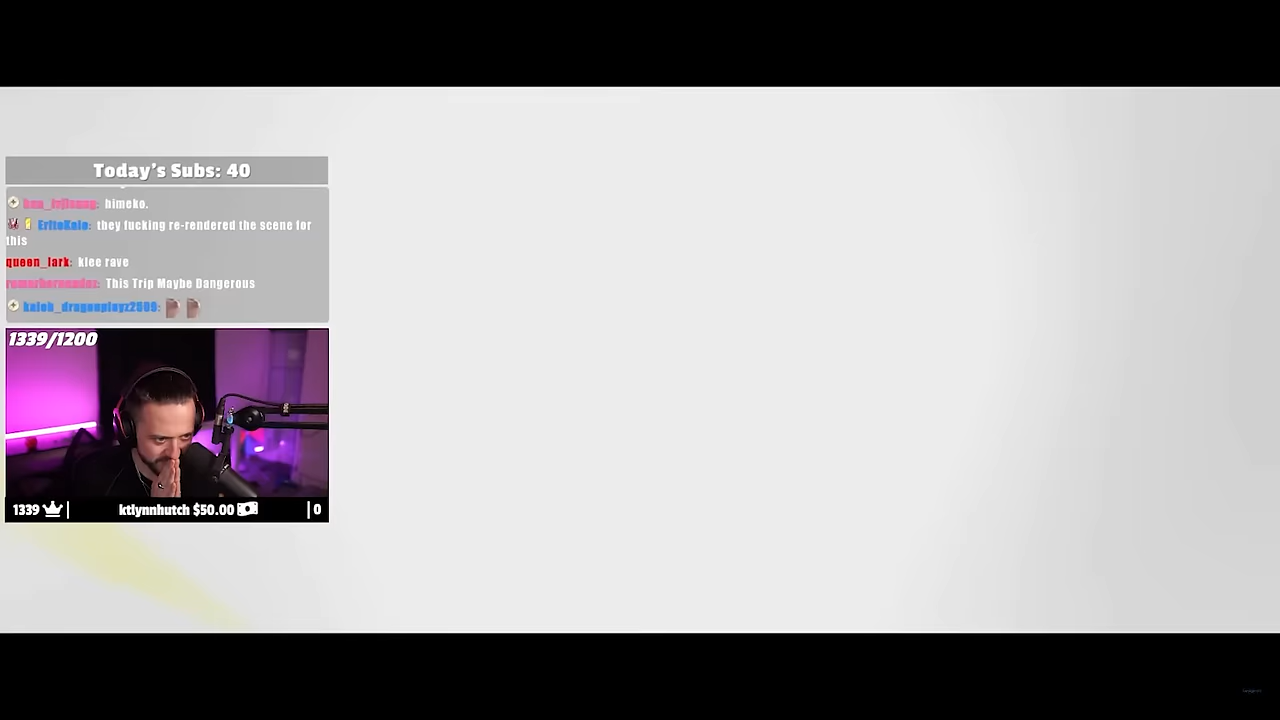 Today's Subs: 40
himeko.
ErftoKalo: they fucking re-rendered the scene for
this
queen_lark: klee rave
This Trip Maybe Dangerous
1339/1200
1339
ktlynnhutch $50.00
0